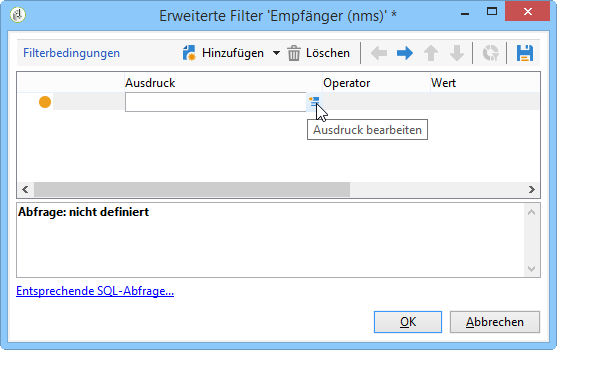 Erweiterte Filter 'Empfänger (nms)' *
Filterbedingungen Hinzufügen Löschen
Ausdruck Operator Wert
Ausdruck bearbeiten
Abfrage: nicht definiert
Entsprechende SQL-Abfrage...
OK Abbrechen